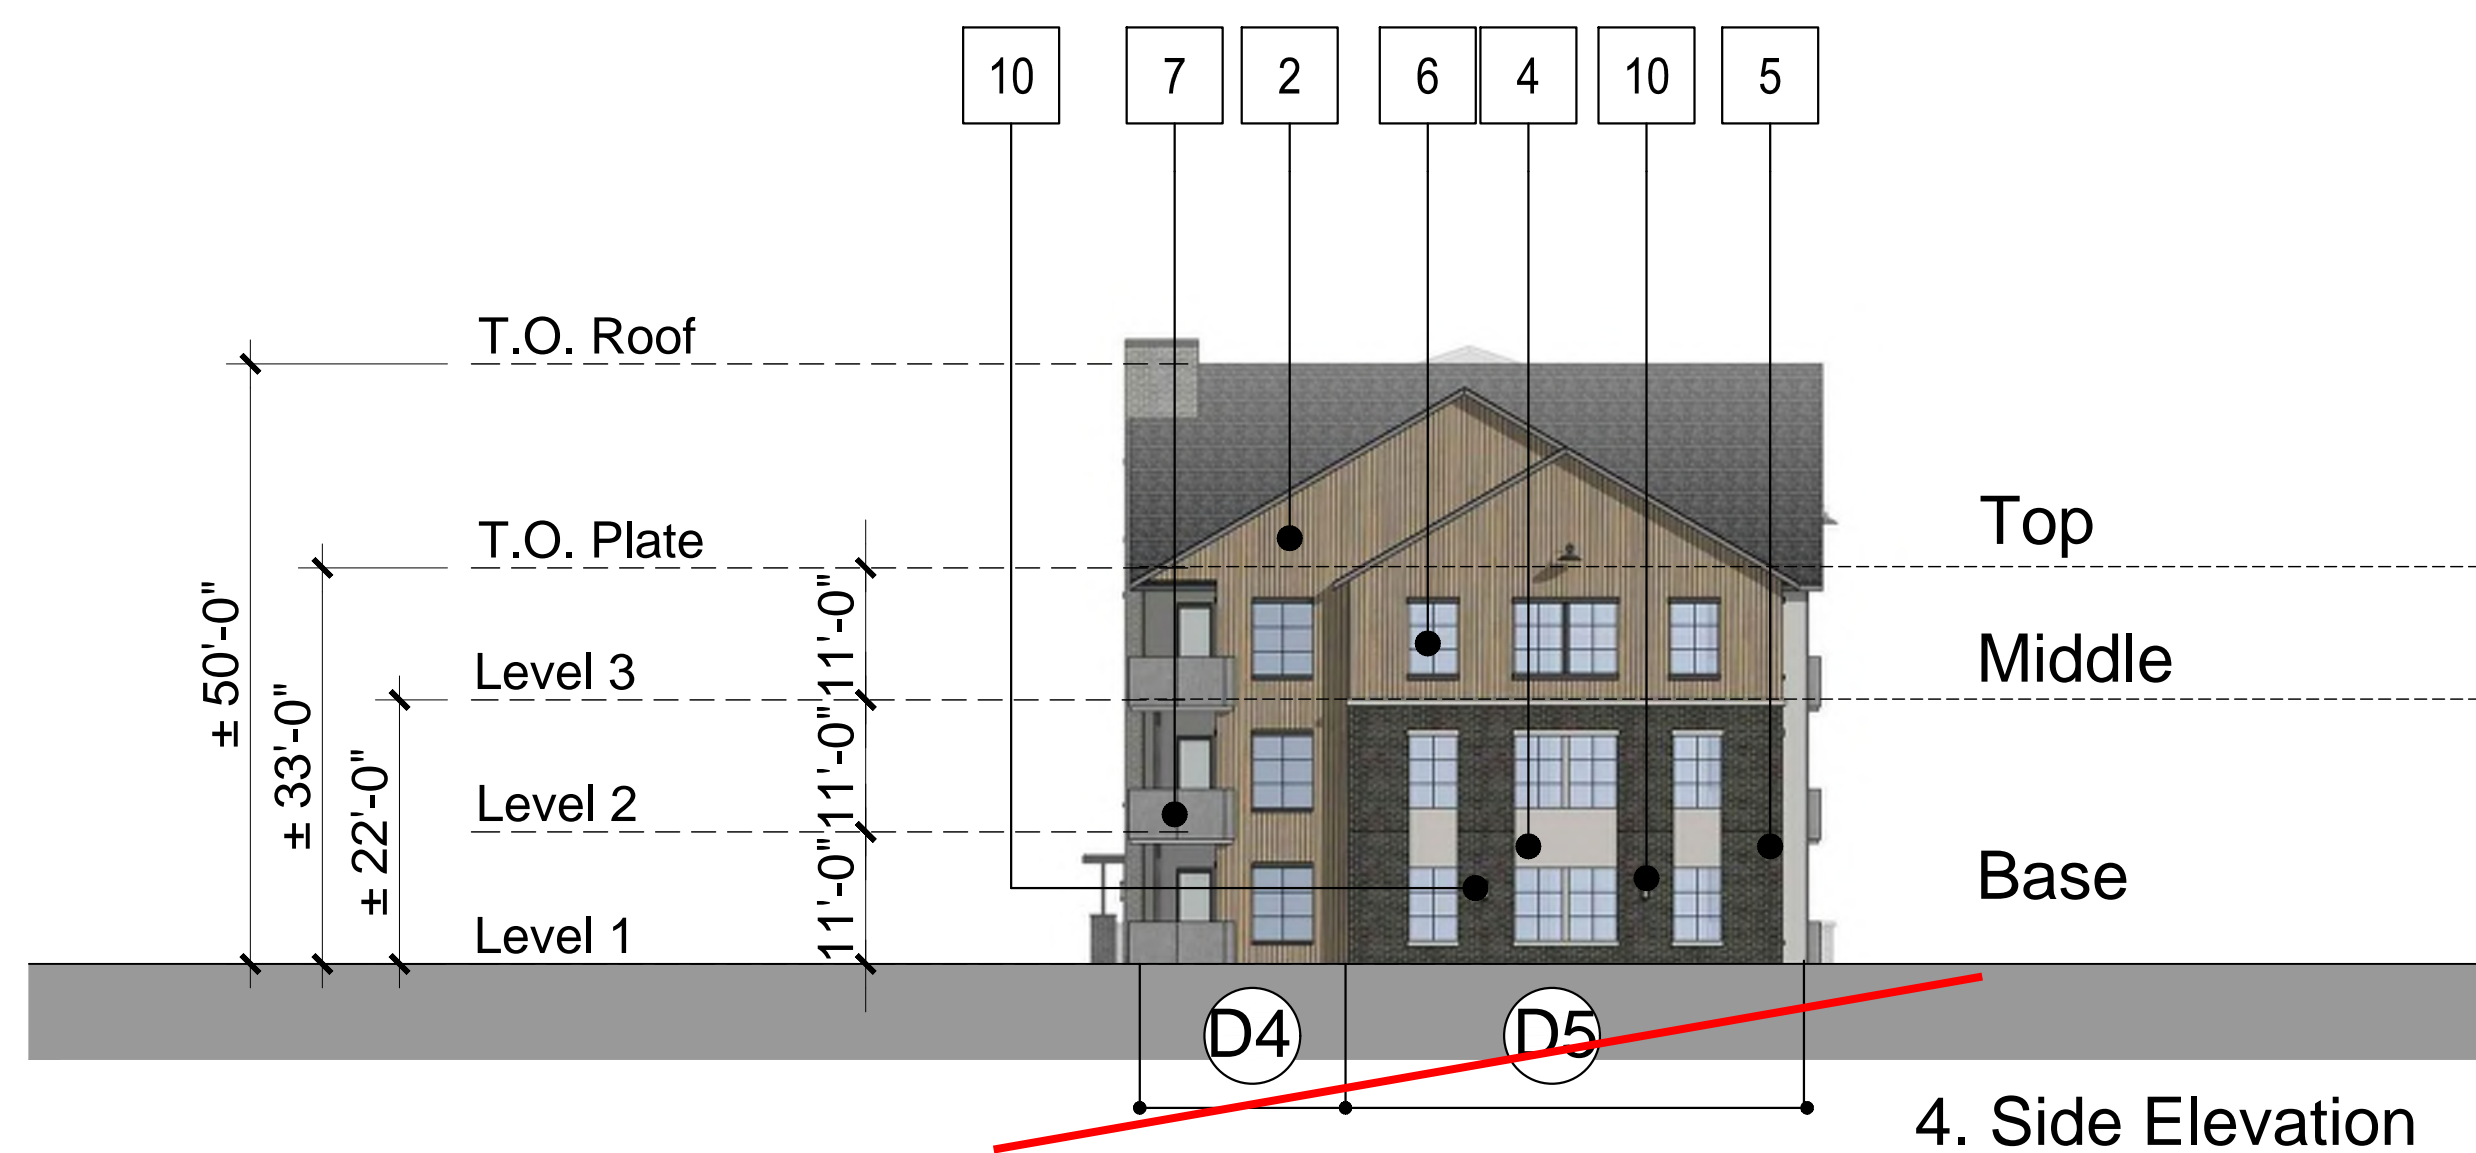 10 7 2 6 4 10 5
T.O. Roof
T.O. Plate
Top
± 50'-0"
11'-0"
Level 3
Middle
± 33'-0"
11'-0"
± 22'-0"
Level 2
11'-0"
Base
Level 1
D4 D5
4. Side Elevation